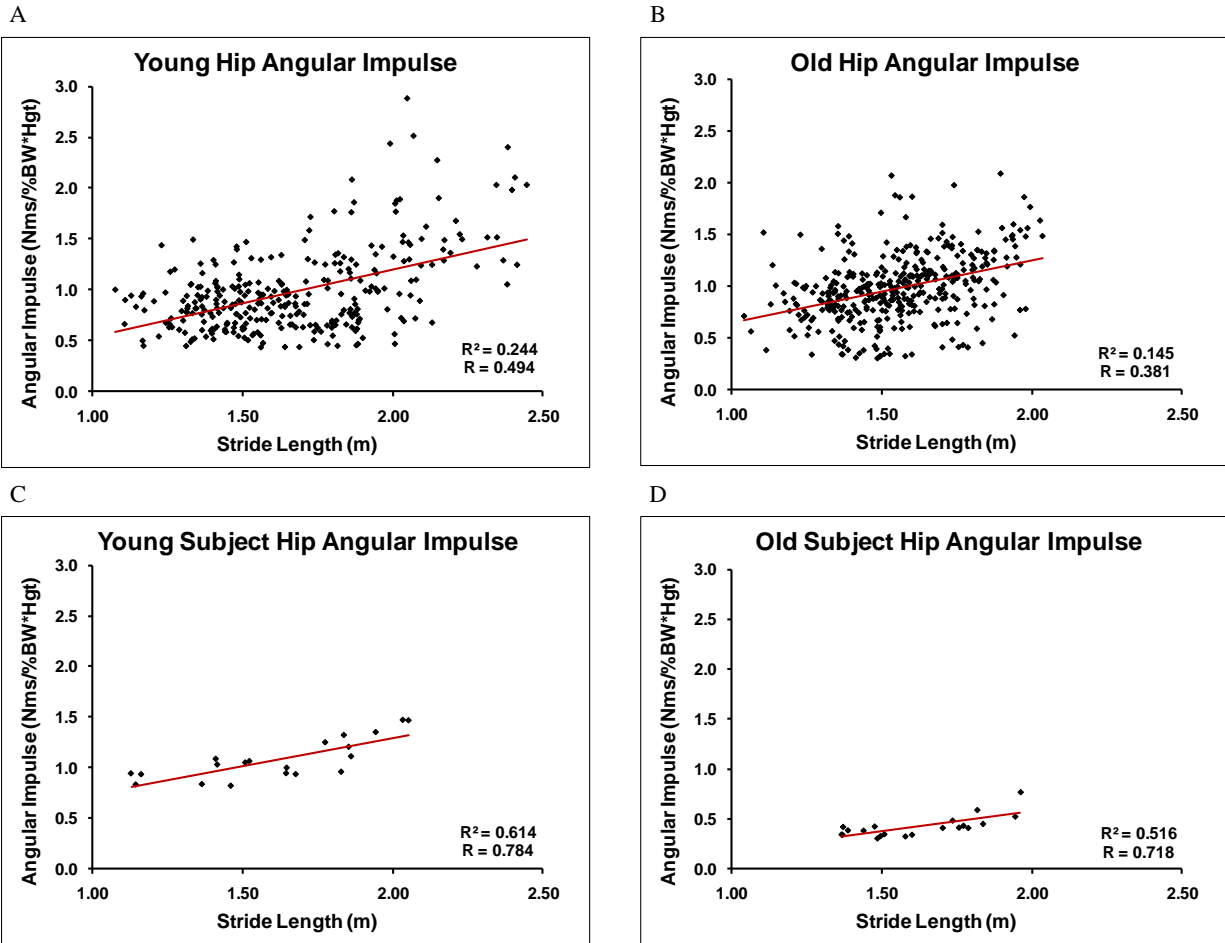 A
Young Hip Angular Impulse
Angular Impulse (Nms/%BW*Hgt)
3.0
2.5
2.0
1.5
1.0
0.5
0.0
R² = 0.244
R = 0.494
1.00 1.50 2.00 2.50
Stride Length (m)
B
Old Hip Angular Impulse
Angular Impulse (Nms/%BW*Hgt)
3.0
2.5
2.0
1.5
1.0
0.5
0.0
R² = 0.145
R = 0.381
1.00 1.50 2.00 2.50
Stride Length (m)
C
Young Subject Hip Angular Impulse
Angular Impulse (Nms/%BW*Hgt)
3.0
2.5
2.0
1.5
1.0
0.5
0.0
R² = 0.614
R = 0.784
1.00 1.50 2.00 2.50
Stride Length (m)
D
Old Subject Hip Angular Impulse
Angular Impulse (Nms/%BW*Hgt)
3.0
2.5
2.0
1.5
1.0
0.5
0.0
R² = 0.516
R = 0.718
1.00 1.50 2.00 2.50
Stride Length (m)